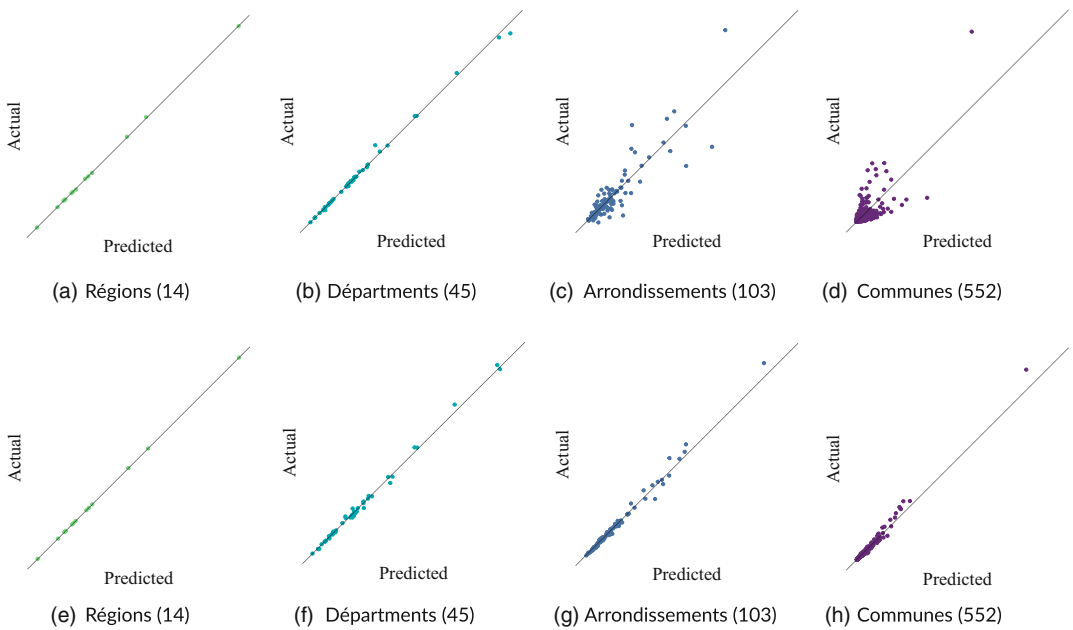 Actual
Predicted
(a) Régions (14)
Actual
Predicted
(b) Départments (45)
Actual
Predicted
(c) Arrondissements (103)
Actual
Predicted
(d) Communes (552)
Actual
Predicted
(e) Régions (14)
Actual
Predicted
(f) Départments (45)
Actual
Predicted
(g) Arrondissements (103)
Actual
Predicted
(h) Communes (552)